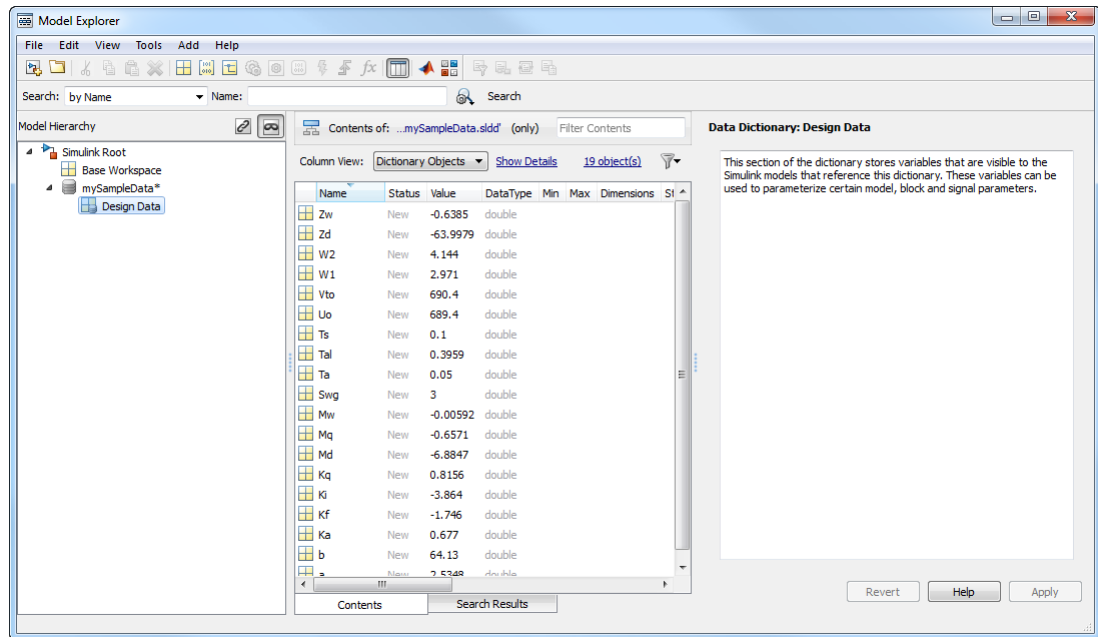 Model Explorer
File Edit View Tools Add Help
Search: by Name Name: Search
Model Hierarchy
Simulink Root
Base Workspace
mySampleData*
Design Data
Contents of: ...mySampleData.sldd' (only) Filter Contents
Column View: Dictionary Objects Show Details 19 object(s)
Name Status Value DataType Min Max Dimensions St
Zw New -0.6385 double
Zd New -63.9979 double
W2 New 4.144 double
W1 New 2.971 double
Vto New 690.4 double
Uo New 689.4 double
Ts New 0.1 double
Tal New 0.3959 double
Ta New 0.05 double
Swg New 3 double
Mw New -0.00592 double
Mq New -0.6571 double
Md New -6.8847 double
Kq New 0.8156 double
Ki New -3.864 double
Kf New -1.746 double
Ka New 0.677 double
b New 64.13 double
a New 2.5348 double
Contents Search Results
Data Dictionary: Design Data
This section of the dictionary stores variables that are visible to the
Simulink models that reference this dictionary. These variables can be
used to parameterize certain model, block and signal parameters.
Revert Help Apply